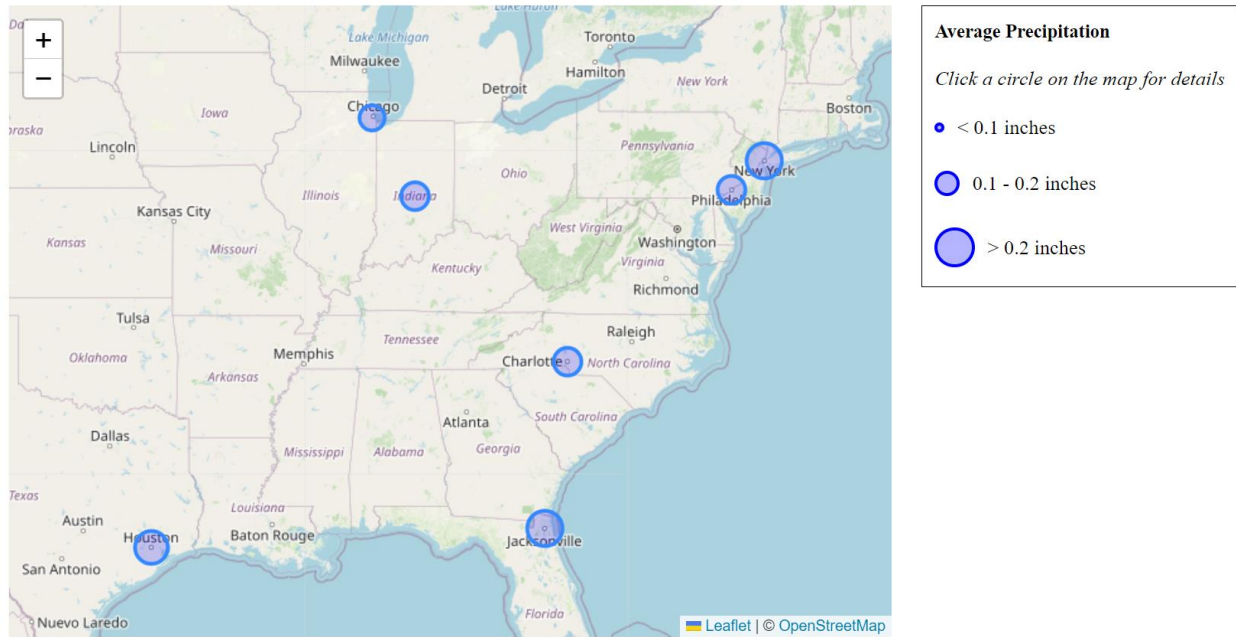 +
−
Lake Michigan
Toronto
Milwaukee
Hamilton
Detroit
New York
Chicago
Boston
Iowa
braska
Lincoln
Pennsylvania
New York
Ohio
Illinois
Indiana
Philadelphia
Kansas City
West Virginia
Washington
Kansas
Missouri
Virginia
Kentucky
Richmond
Tulsa
Raleigh
Tennessee
Memphis
Oklahoma
Charlotte
North Carolina
Arkansas
South Carolina
Atlanta
Dallas
Mississippi
Alabama
Georgia
Texas
Louisiana
Austin
Houston
Baton Rouge
Jacksonville
San Antonio
Florida
Nuevo Laredo
Leaflet | © OpenStreetMap
Average Precipitation
Click a circle on the map for details
< 0.1 inches
0.1 - 0.2 inches
> 0.2 inches